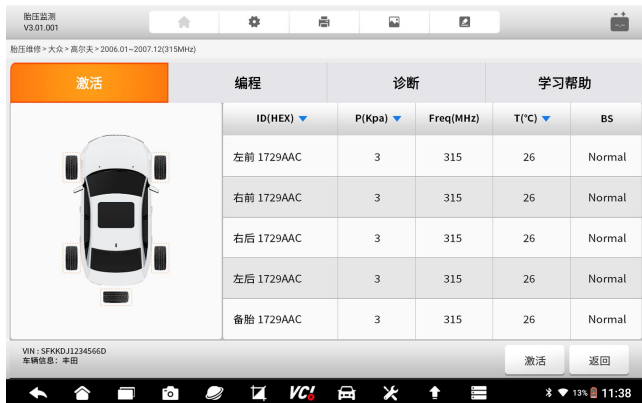 胎压监测
V3.01.001
胎压维修 > 大众 > 高尔夫 > 2006.01~2007.12(315MHz)
激活 编程 诊断 学习帮助
ID(HEX) P(Kpa) Freq(MHz) T(℃) BS
左前 1729AAC 3 315 26 Normal
右前 1729AAC 3 315 26 Normal
右后 1729AAC 3 315 26 Normal
左后 1729AAC 3 315 26 Normal
备胎 1729AAC 3 315 26 Normal
VIN : SFKKDJ1234566D
车辆信息: 丰田
激活 返回
VC! 13% 11:38